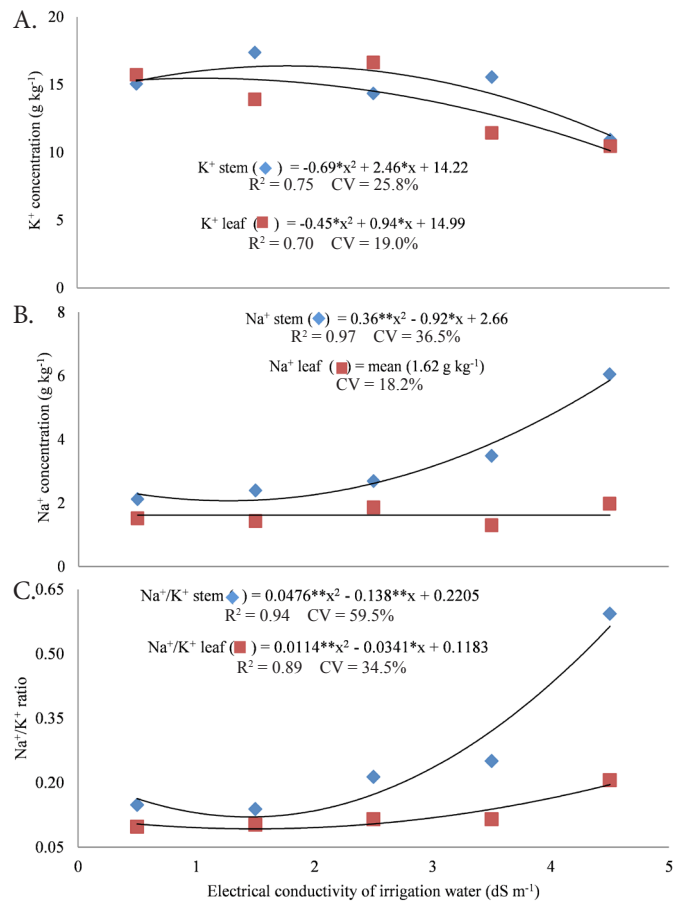 A.
20
15
10
5
0
K⁺ concentration (g kg⁻¹)
K⁺ stem ( ) = -0.69*x² + 2.46*x + 14.22
R² = 0.75 CV = 25.8%
K⁺ leaf ( ) = -0.45*x² + 0.94*x + 14.99
R² = 0.70 CV = 19.0%
B.
8
6
4
2
0
Na⁺ concentration (g kg⁻¹)
Na⁺ stem ( ) = 0.36**x² - 0.92*x + 2.66
R² = 0.97 CV = 36.5%
Na⁺ leaf ( ) = mean (1.62 g kg⁻¹)
CV = 18.2%
C.
0.65
0.50
0.35
0.20
0.05
Na⁺/K⁺ ratio
Na⁺/K⁺ stem ( ) = 0.0476**x² - 0.138**x + 0.2205
R² = 0.94 CV = 59.5%
Na⁺/K⁺ leaf ( ) = 0.0114**x² - 0.0341*x + 0.1183
R² = 0.89 CV = 34.5%
0 1 2 3 4 5
Electrical conductivity of irrigation water (dS m⁻¹)